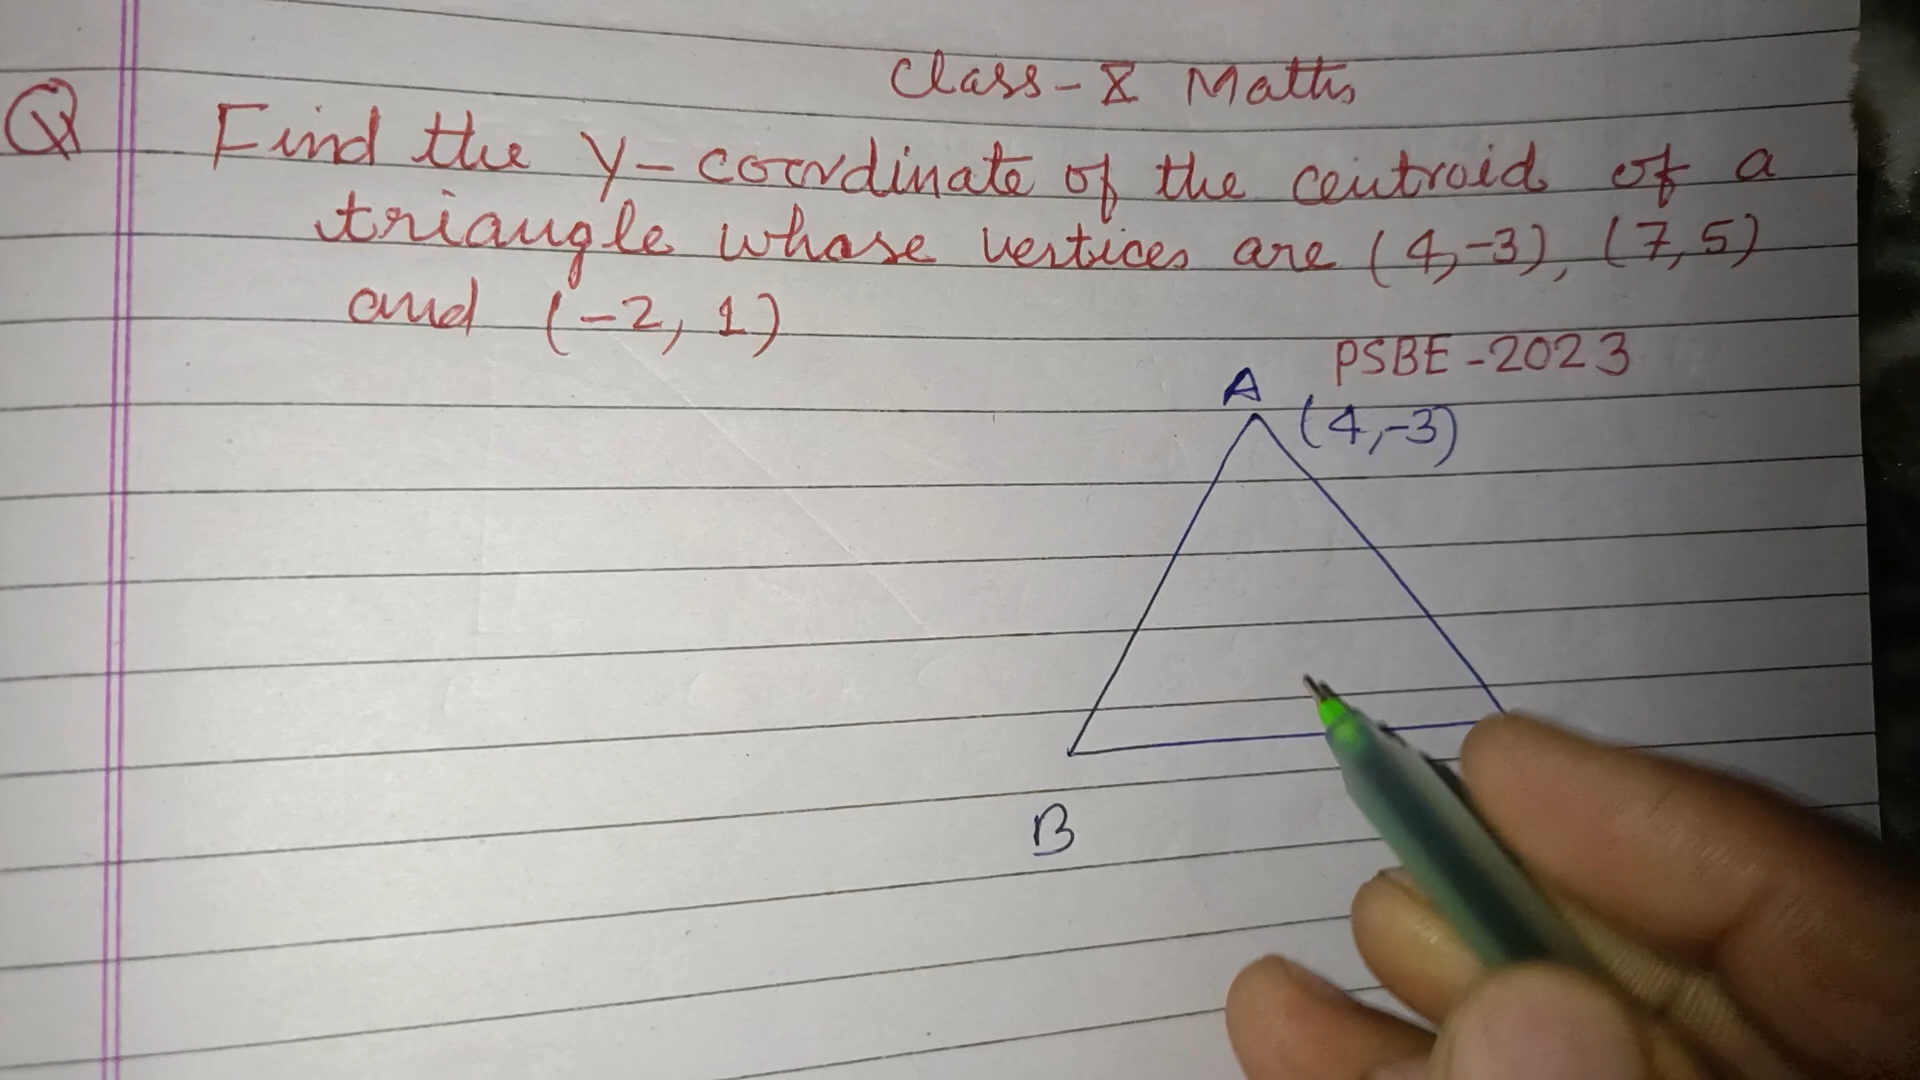 Class-X Maths
Q Find the y-coordinate of the centroid of a
triangle whose vertices are (4,-3), (7,5)
and (-2, 1)
PSBE-2023
A
(4,-3)
B